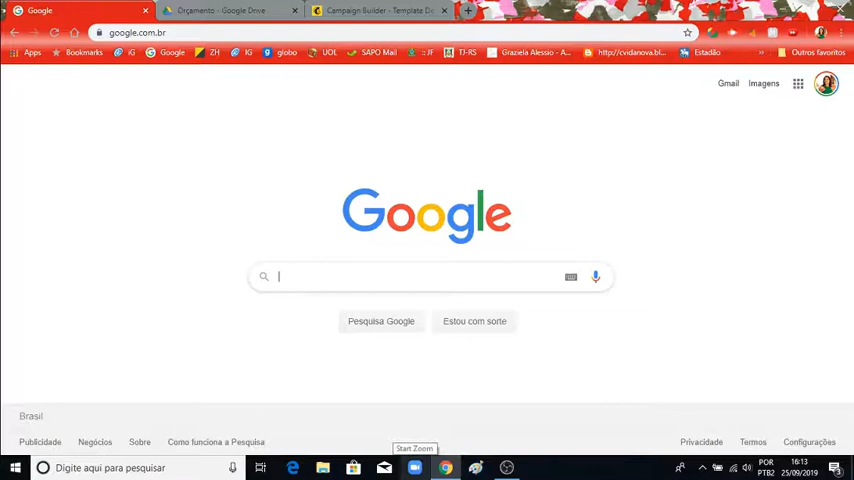 Google
Orçamento - Google Drive
Campaign Builder - Template De
google.com.br
Apps
Bookmarks
iG
Google
ZH
iG
globo
UOL
SAPO Mail
:: JF
TJ-RS
Graziela Alessio - A...
http://cvidanova.bl...
Estadão
»
Outros favoritos
Gmail
Imagens
Google
Pesquisa Google
Estou com sorte
Brasil
Publicidade
Negócios
Sobre
Como funciona a Pesquisa
Privacidade
Termos
Configurações
Start Zoom
Digite aqui para pesquisar
POR
PTB2
16:13
25/09/2019
3